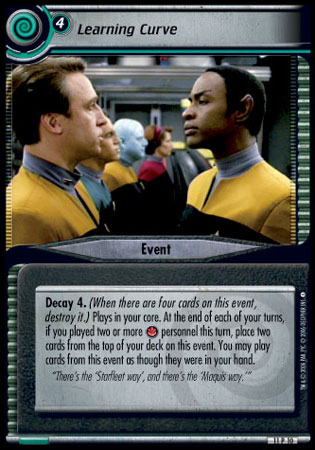 4
Learning Curve
Event
Decay 4. (When there are four cards on this event,
destroy it.) Plays in your core. At the end of each of your turns,
if you played two or more personnel this turn, place two
cards from the top of your deck on this event. You may play
cards from this event as though they were in your hand.
"There's the 'Starfleet way', and there's the 'Maquis way.'"